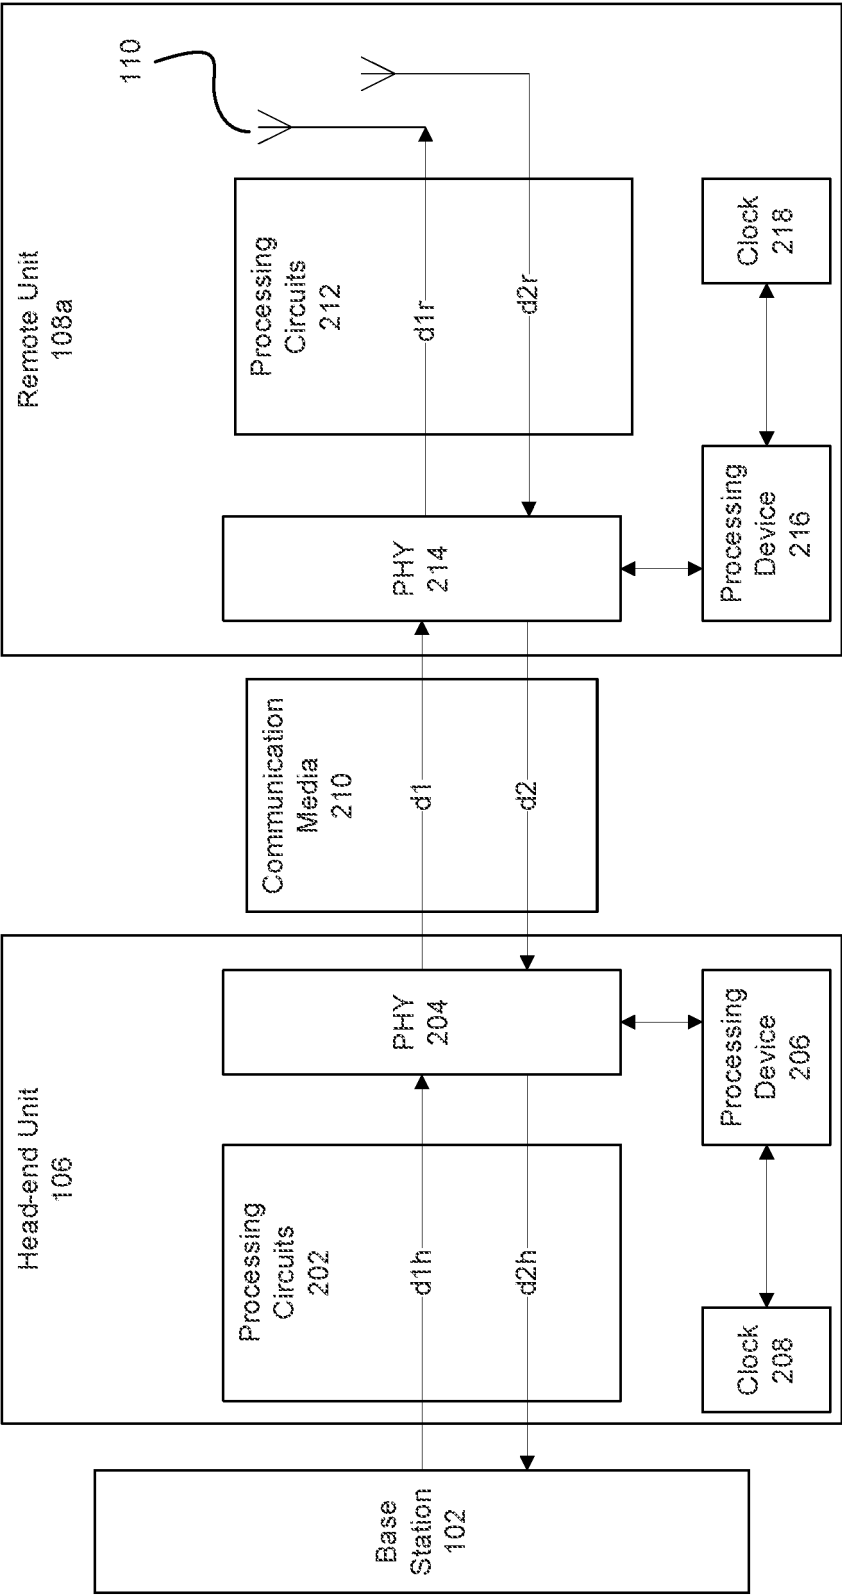 Head-end Unit
106
Remote Unit
108a
110
Base
Station
102
Processing
Circuits
202
d1h
d2h
PHY
204
Clock
208
Processing
Device
206
Communication
Media
210
d1
d2
PHY
214
Processing
Circuits
212
d1r
d2r
Processing
Device
216
Clock
218